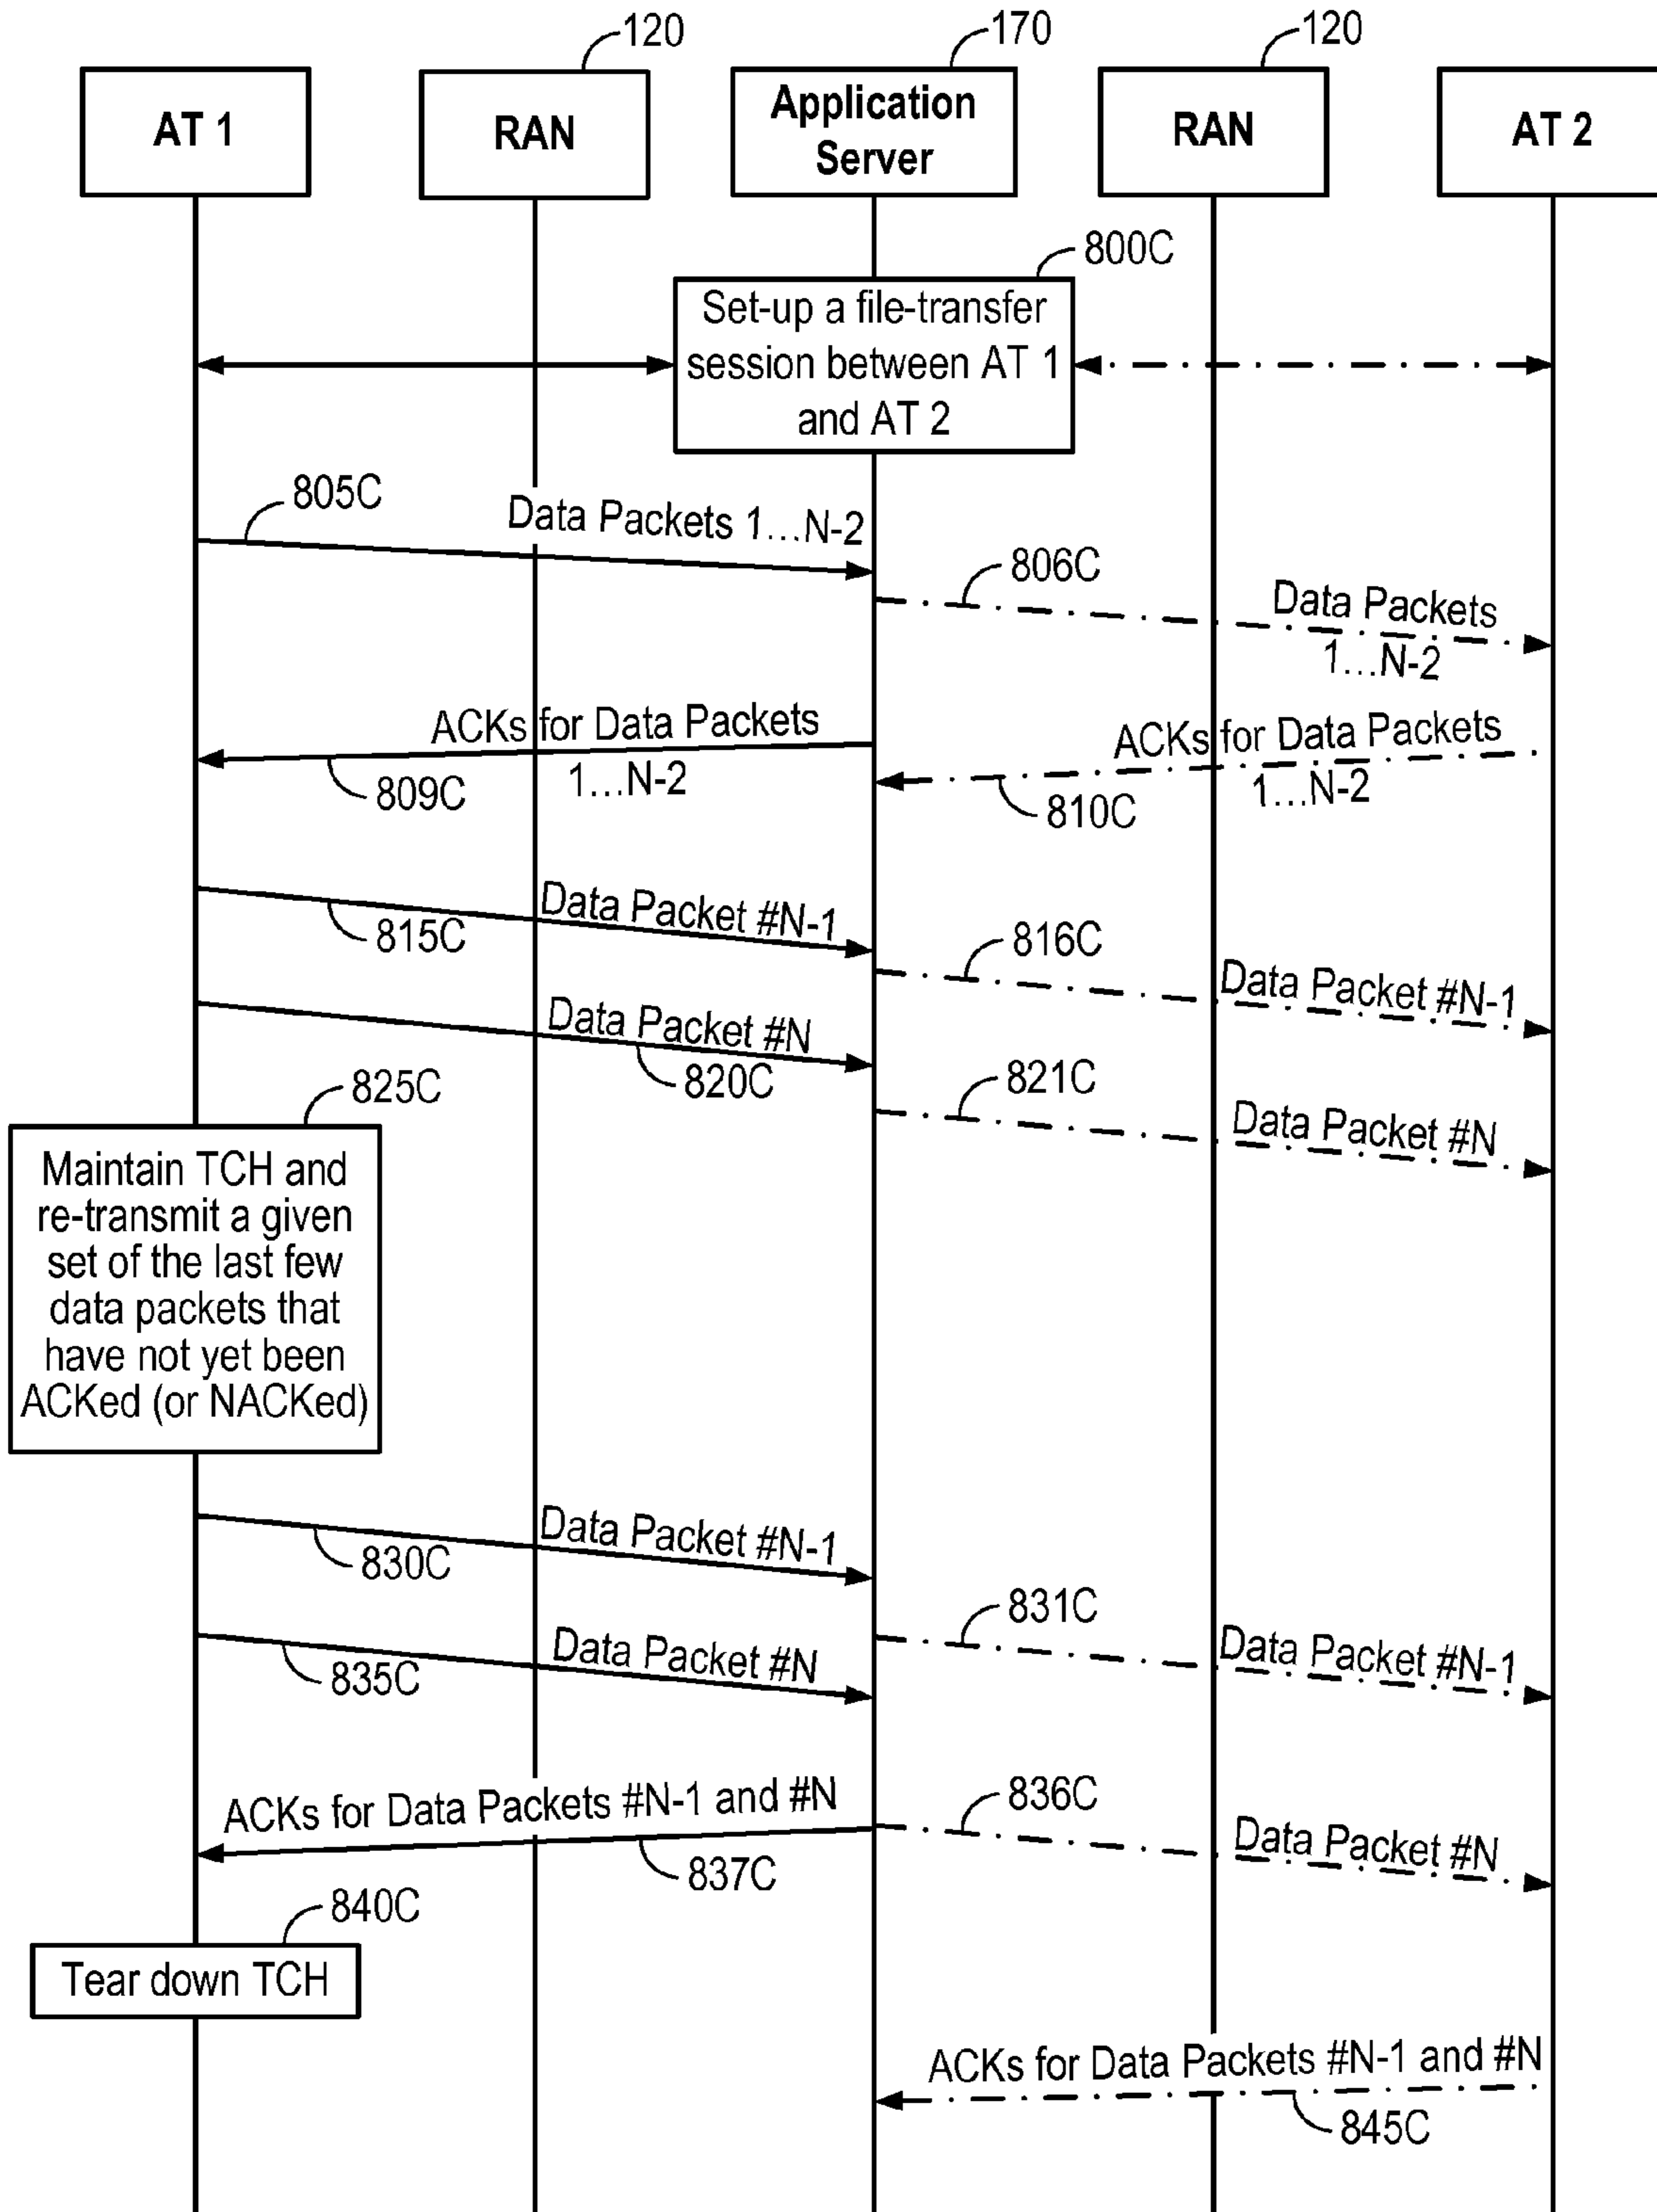 120
170
120
AT 1
RAN
Application
Server
RAN
AT 2
800C
Set-up a file-transfer
session between AT 1
and AT 2
805C
Data Packets 1...N-2
806C
Data Packets
1...N-2
ACKs for Data Packets
1...N-2
809C
ACKs for Data Packets
1...N-2
810C
Data Packet #N-1
815C
816C
Data Packet #N-1
Data Packet #N
820C
821C
Data Packet #N
825C
Maintain TCH and
re-transmit a given
set of the last few
data packets that
have not yet been
ACKed (or NACKed)
Data Packet #N-1
830C
831C
Data Packet #N-1
Data Packet #N
835C
ACKs for Data Packets #N-1 and #N
837C
836C
Data Packet #N
840C
Tear down TCH
ACKs for Data Packets #N-1 and #N
845C